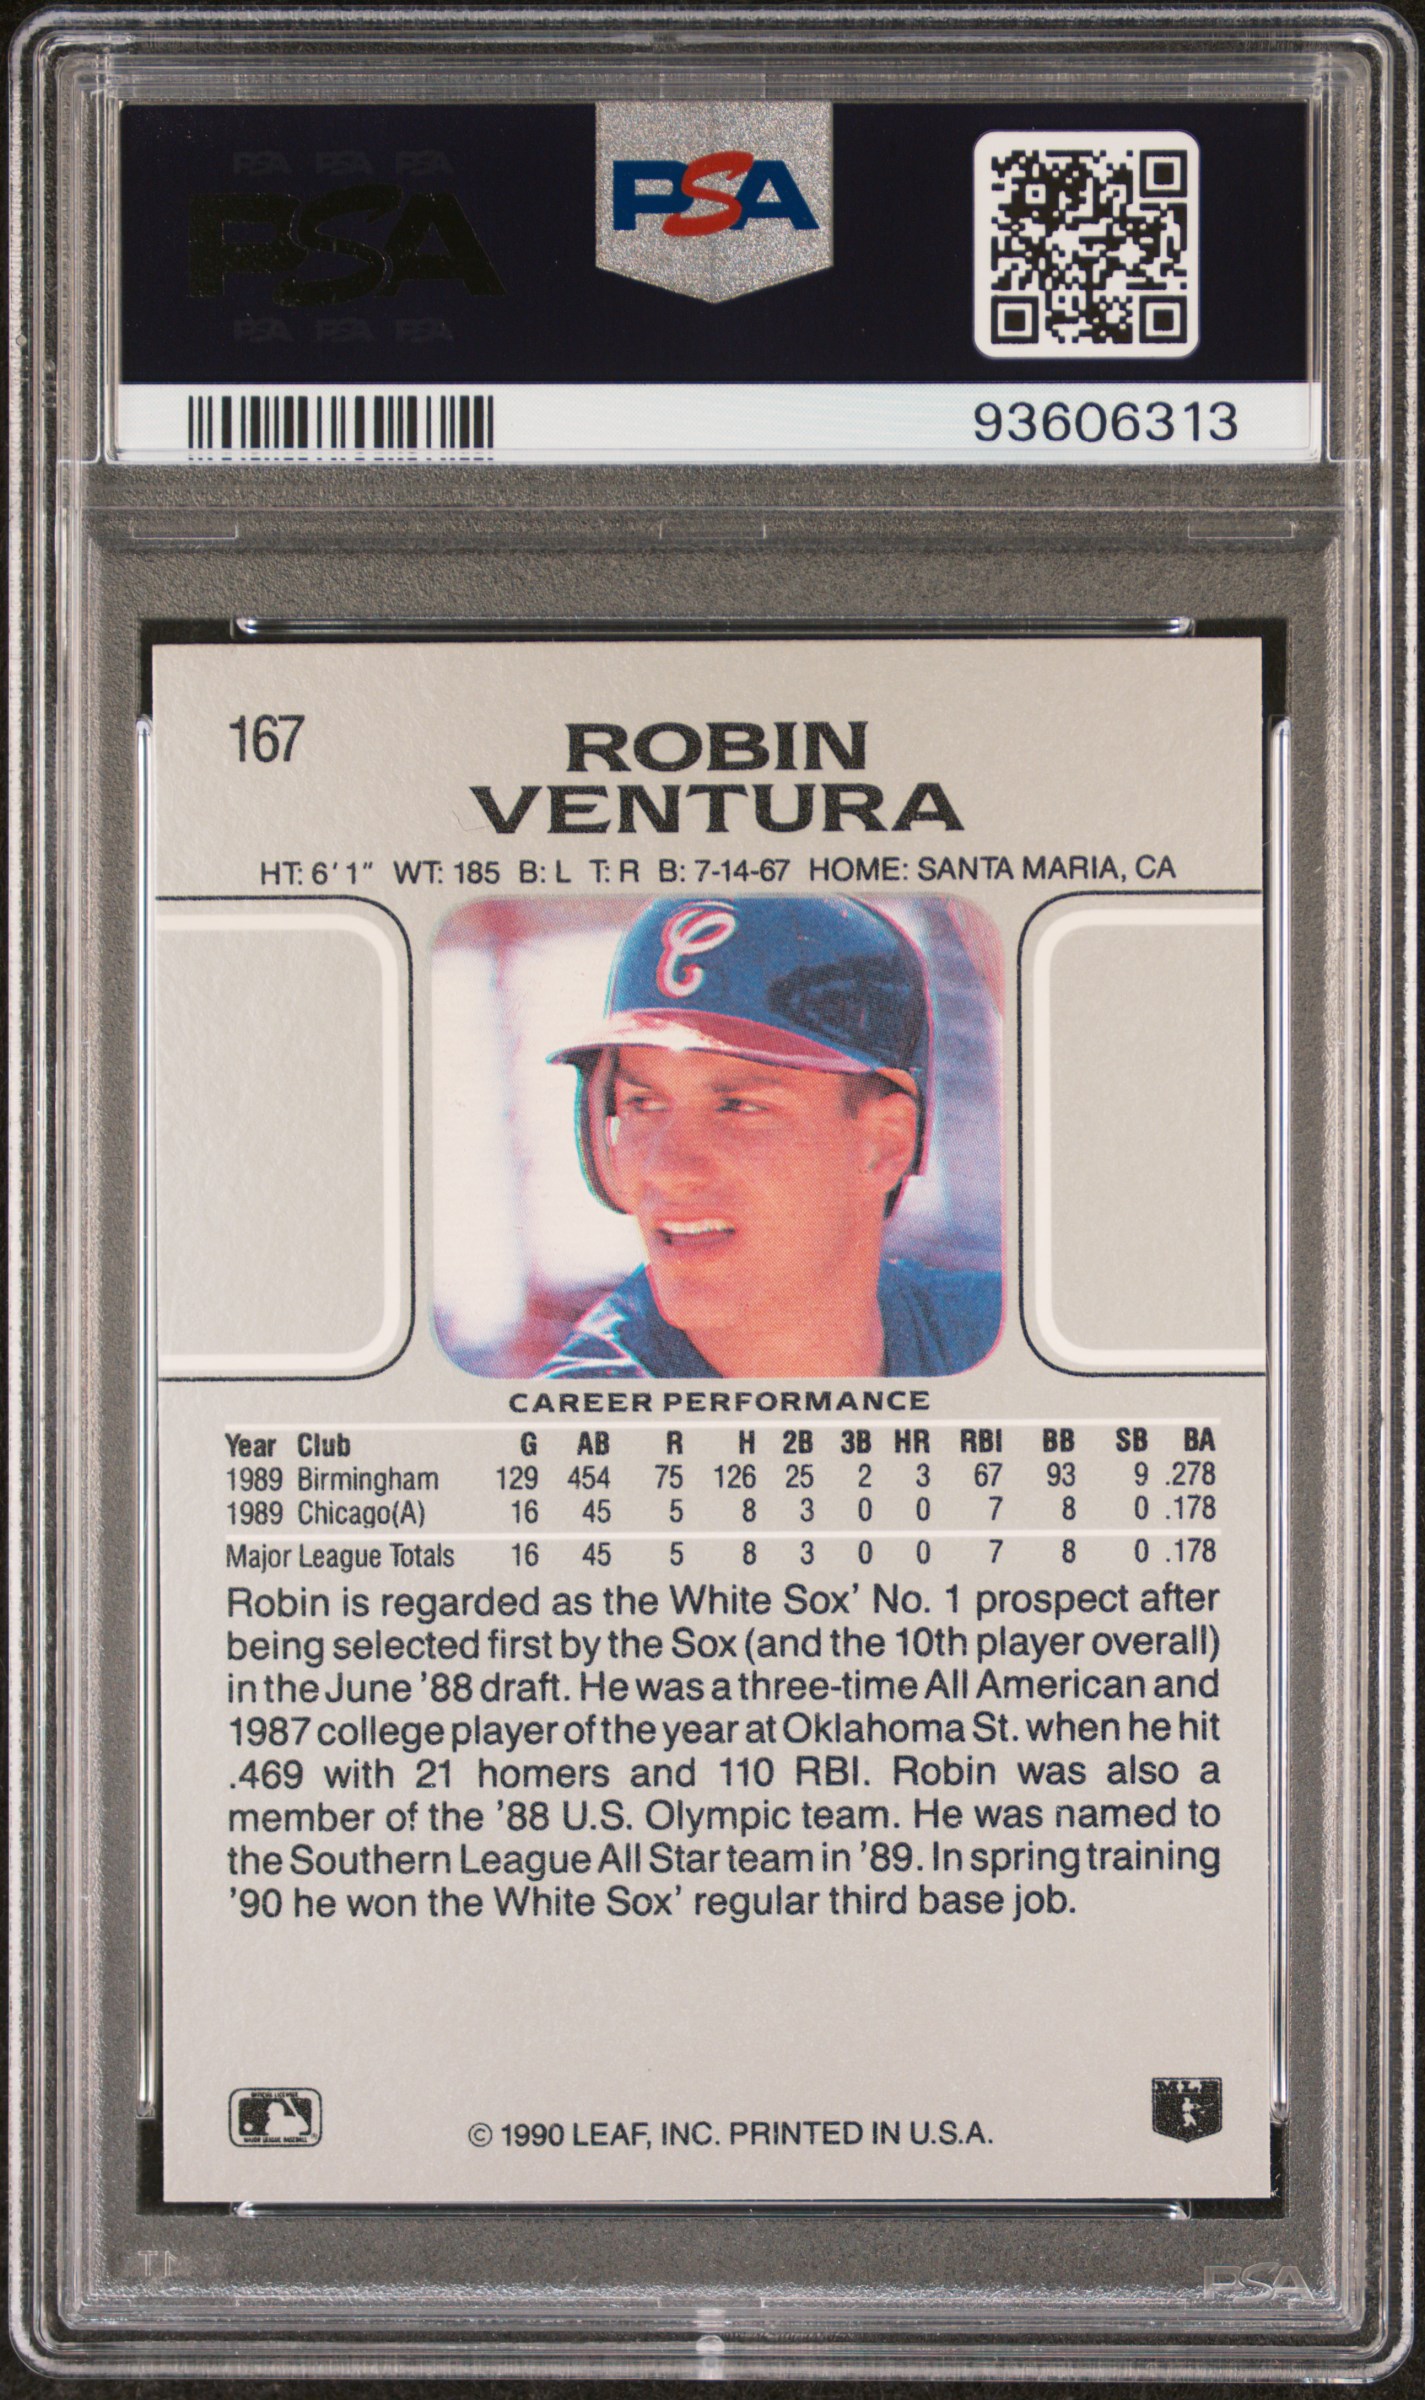 PSA PSA PSA
PSA
PSA PSA PSA
PSA
93606313
167
ROBIN
VENTURA
HT: 6' 1" WT: 185 B: L T: R B: 7-14-67 HOME: SANTA MARIA, CA
C
CAREER PERFORMANCE
Year Club G AB R H 2B 3B HR RBI BB SB BA
1989 Birmingham 129 454 75 126 25 2 3 67 93 9 .278
1989 Chicago(A) 16 45 5 8 3 0 0 7 8 0 .178
Major League Totals 16 45 5 8 3 0 0 7 8 0 .178
Robin is regarded as the White Sox' No. 1 prospect after
being selected first by the Sox (and the 10th player overall)
in the June '88 draft. He was a three-time All American and
1987 college player of the year at Oklahoma St. when he hit
.469 with 21 homers and 110 RBI. Robin was also a
member of the '88 U.S. Olympic team. He was named to
the Southern League All Star team in '89. In spring training
'90 he won the White Sox' regular third base job.
© 1990 LEAF, INC. PRINTED IN U.S.A.
PSA